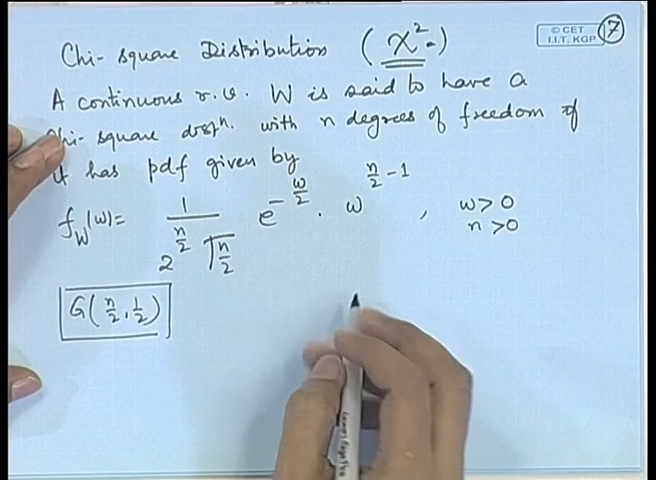 Chi-square Distribution (χ²-)
© CET
I.I.T. KGP
17
A continuous r.v. W is said to have a
Chi-square distⁿ. with n degrees of freedom if
it has pdf given by
f_W(w) = 1 / (2^(n/2) Γ(n/2)) e^(-w/2) . w^(n/2 - 1) , w > 0
n > 0
G(n/2, 1/2)